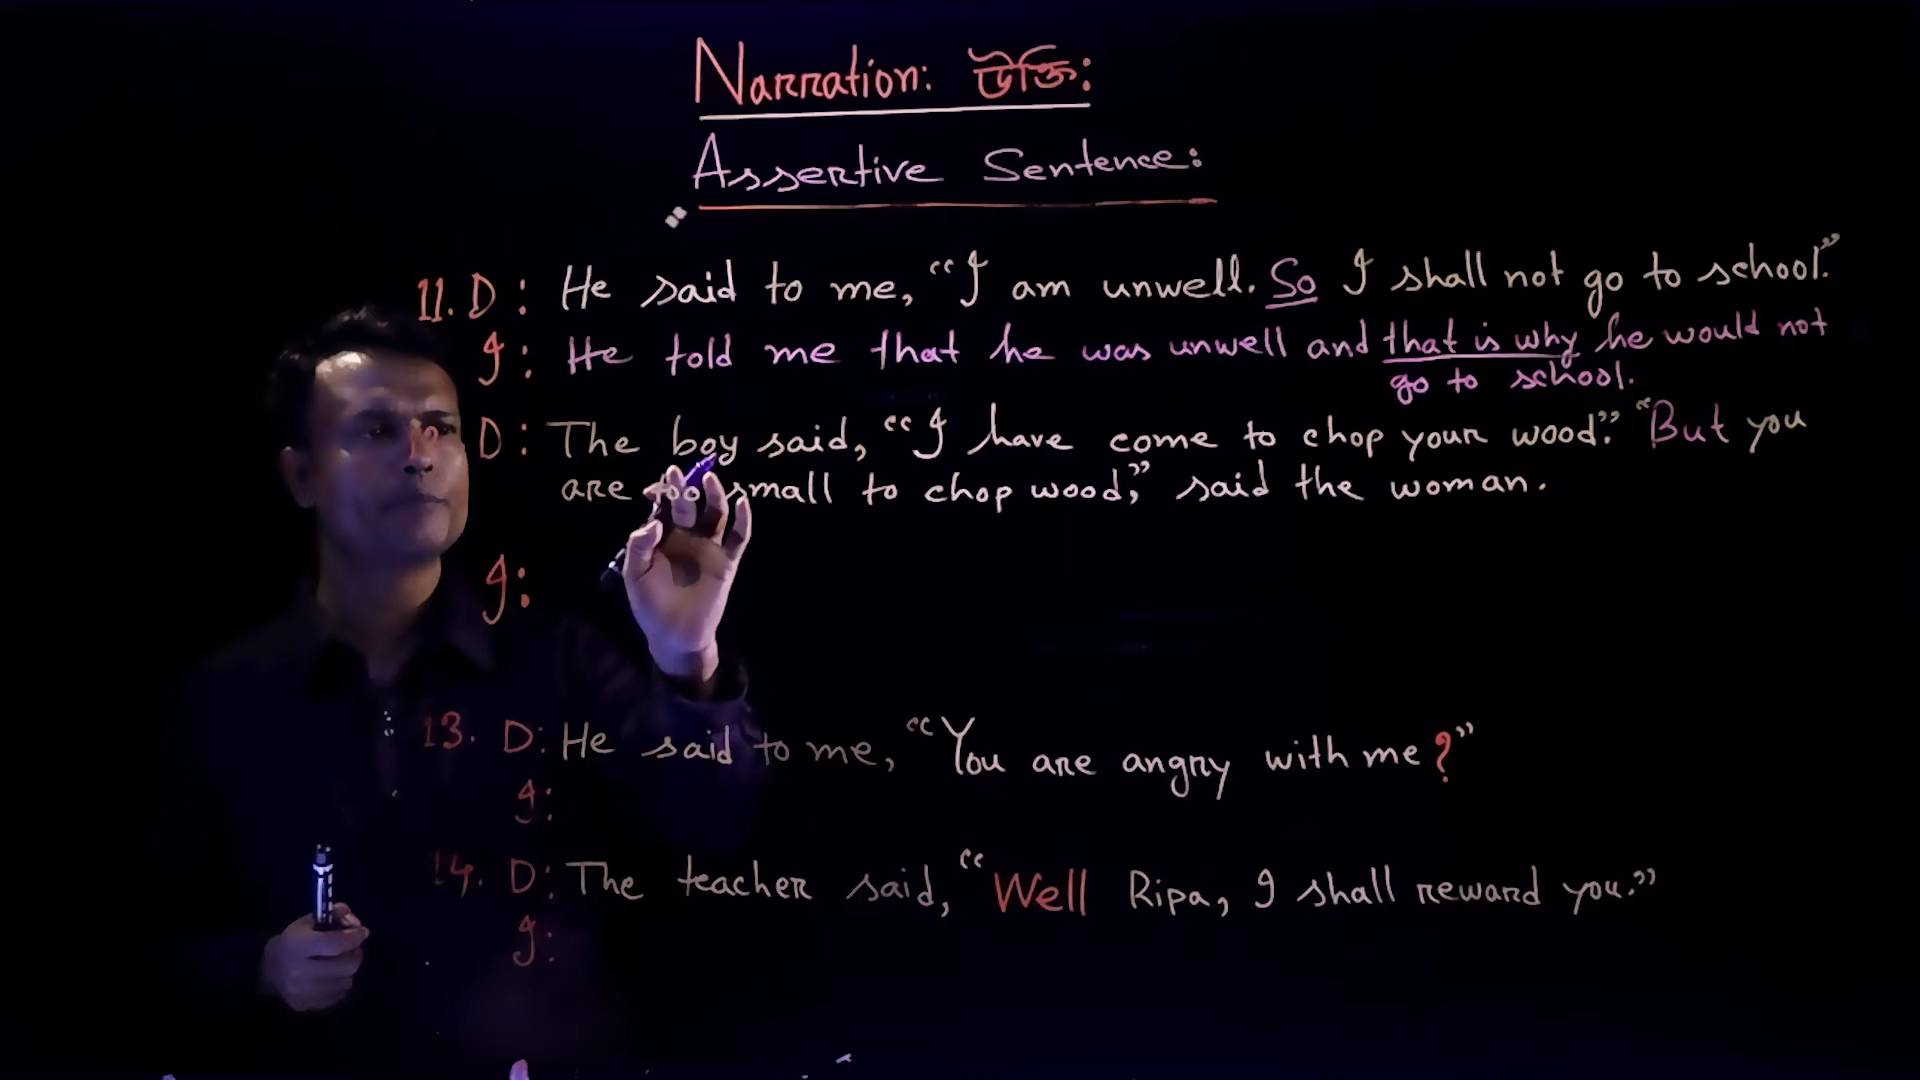 Narration: উক্তি:
Assertive Sentence:
11. D: He said to me, "I am unwell. So I shall not go to school."
I: He told me that he was unwell and that is why he would not
go to school.
D: The boy said, "I have come to chop your wood." "But you
are too small to chop wood," said the woman.
I:
13. D: He said to me, "You are angry with me?"
I:
14. D: The teacher said, "Well Ripa, I shall reward you."
I: